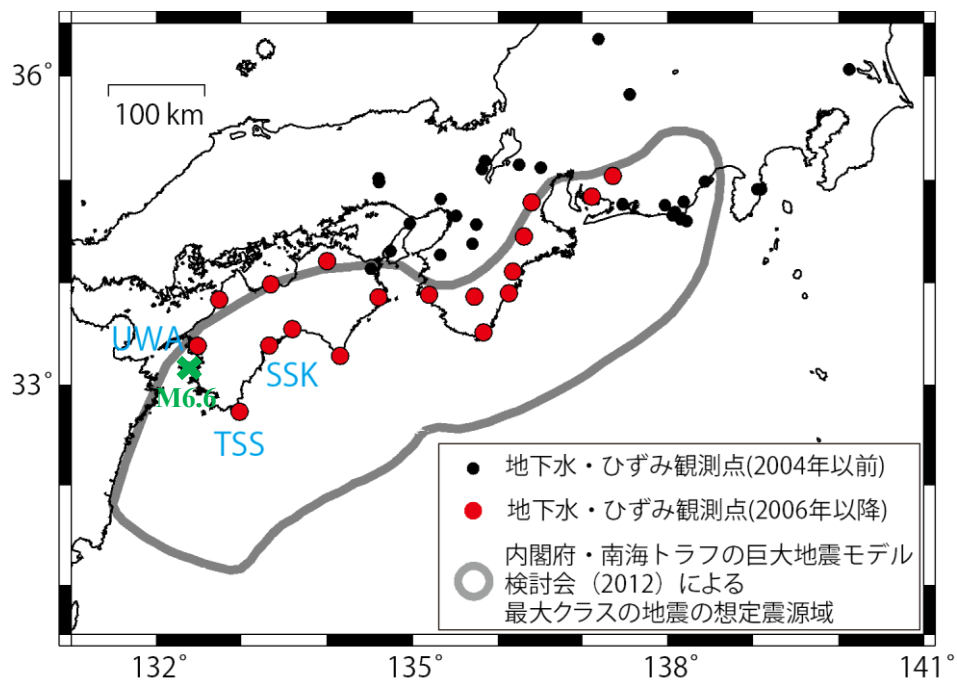 36°
100 km
UWA
33°
SSK
M6.6
TSS
地下水・ひずみ観測点(2004年以前)
地下水・ひずみ観測点(2006年以降)
内閣府・南海トラフの巨大地震モデル
検討会（2012）による
最大クラスの地震の想定震源域
132°
135°
138°
141°